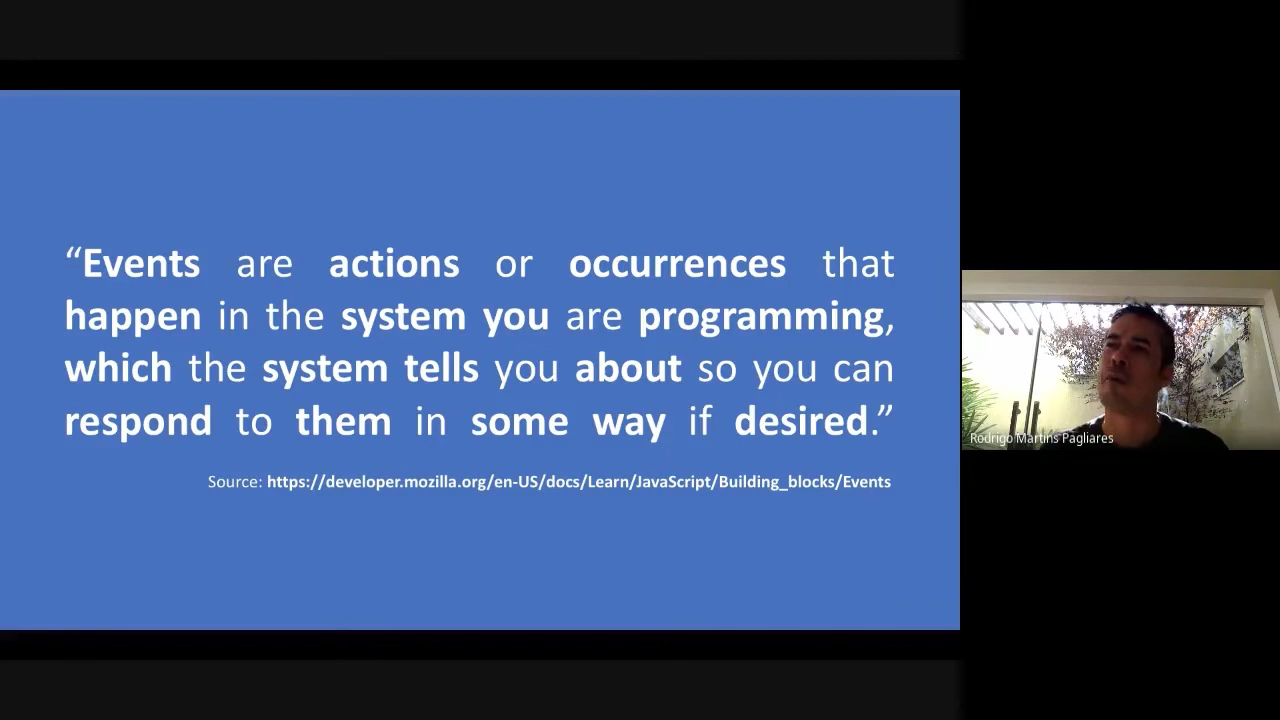 “Events are actions or occurrences that
happen in the system you are programming,
which the system tells you about so you can
respond to them in some way if desired.”
Source: https://developer.mozilla.org/en-US/docs/Learn/JavaScript/Building_blocks/Events
Rodrigo Martins Pagliares